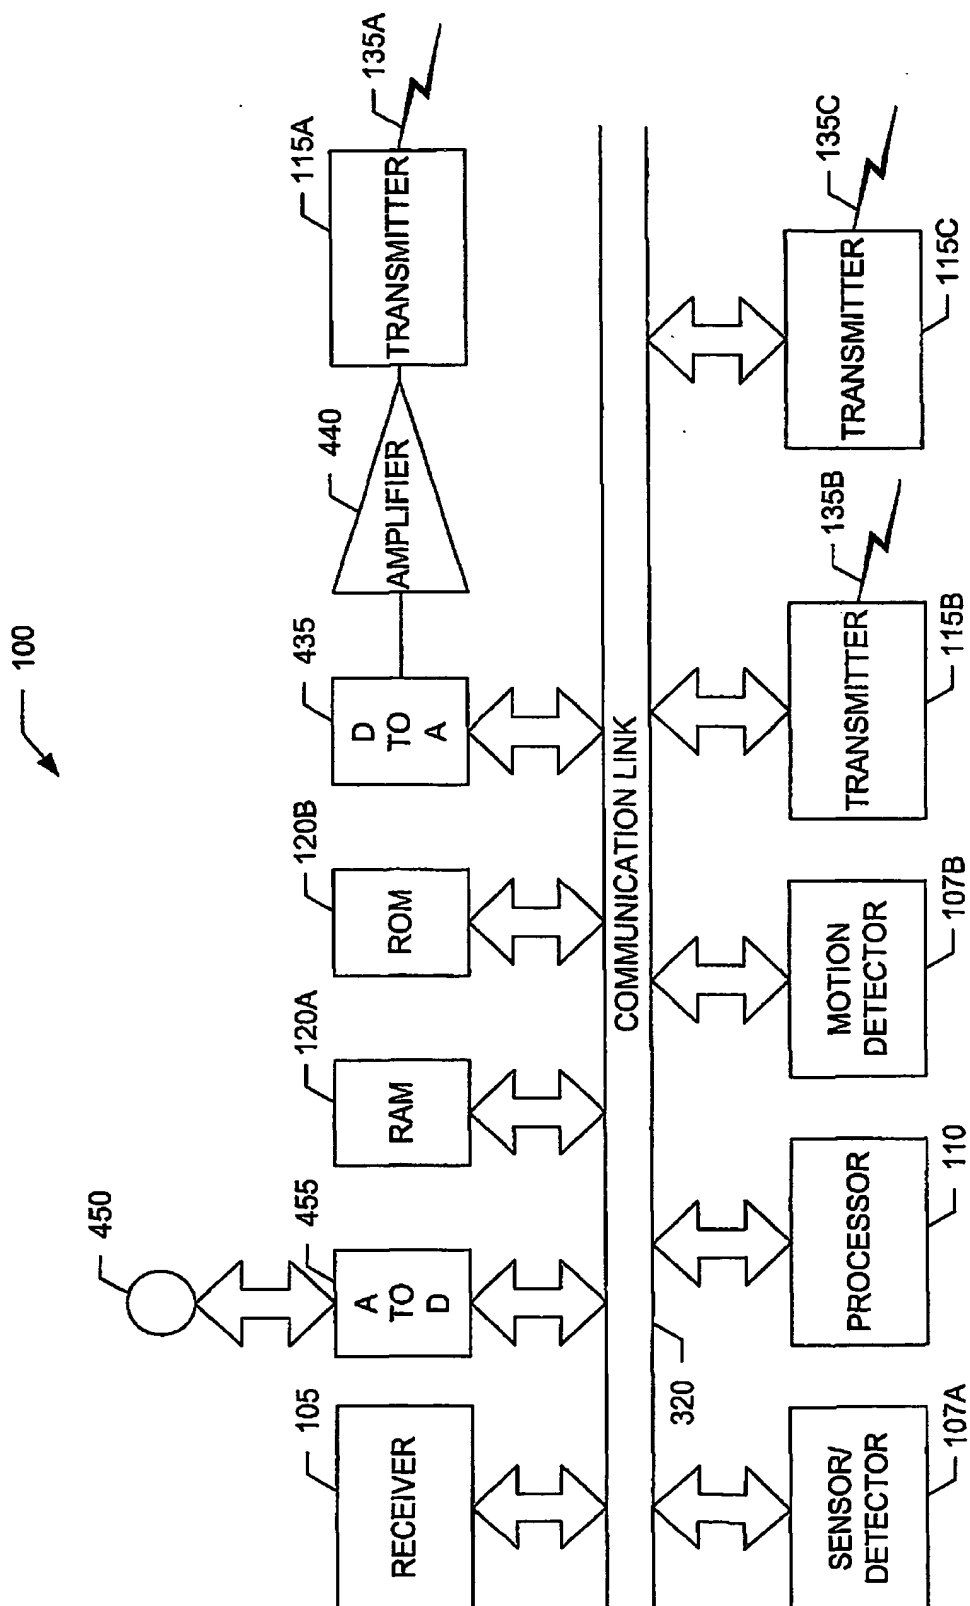 100
450
105
455
120A
120B
435
440
115A
135A
RECEIVER
A
TO
D
RAM
ROM
D
TO
A
AMPLIFIER
TRANSMITTER
COMMUNICATION LINK
320
135B
135C
SENSOR/
DETECTOR
PROCESSOR
MOTION
DETECTOR
TRANSMITTER
TRANSMITTER
107A
110
107B
115B
115C